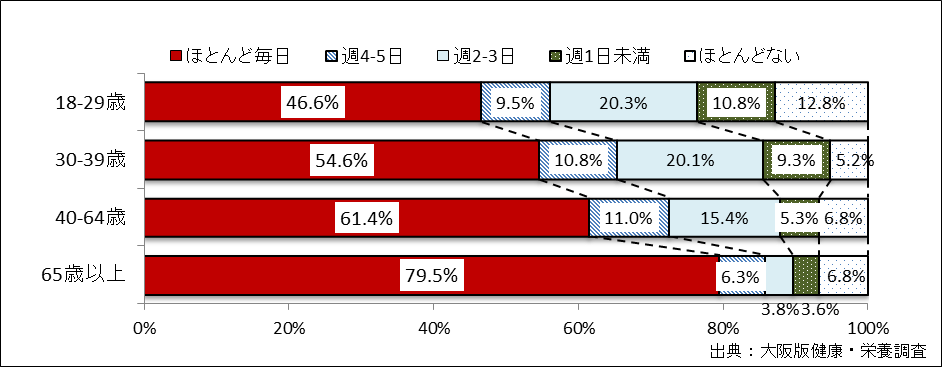 ほとんど毎日 週4-5日 週2-3日 週1日未満 ほとんどない
18-29歳 46.6% 9.5% 20.3% 10.8% 12.8%
30-39歳 54.6% 10.8% 20.1% 9.3% 5.2%
40-64歳 61.4% 11.0% 15.4% 5.3% 6.8%
65歳以上 79.5% 6.3% 6.8%
3.8% 3.6%
0% 20% 40% 60% 80% 100%
出典：大阪版健康・栄養調査